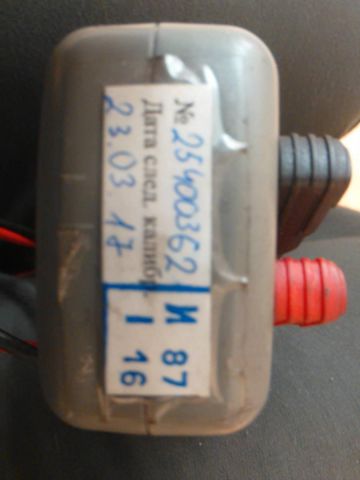 № 25400362
Дата след. калибр.
23.03 17
И 87
I 16